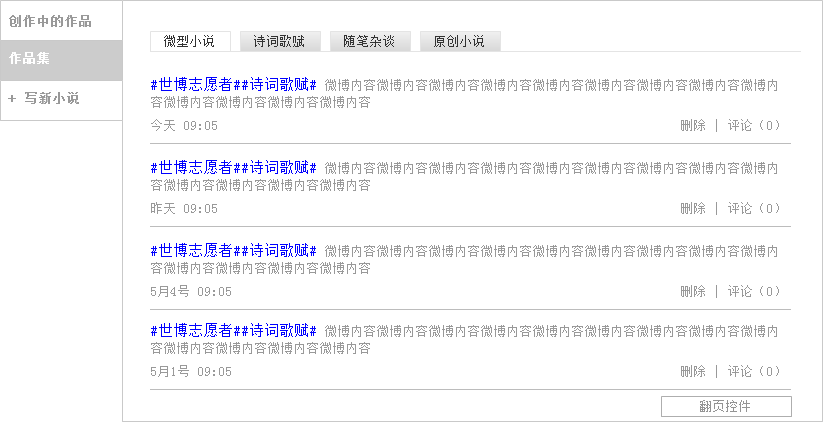 创作中的作品
作品集
+ 写新小说
微型小说 诗词歌赋 随笔杂谈 原创小说
#世博志愿者##诗词歌赋# 微博内容微博内容微博内容微博内容微博内容微博内容微博内容微博内容微博内
容微博内容微博内容微博内容微博内容
今天 09:05 删除 | 评论（0）
#世博志愿者##诗词歌赋# 微博内容微博内容微博内容微博内容微博内容微博内容微博内容微博内容微博内
容微博内容微博内容微博内容微博内容
昨天 09:05 删除 | 评论（0）
#世博志愿者##诗词歌赋# 微博内容微博内容微博内容微博内容微博内容微博内容微博内容微博内容微博内
容微博内容微博内容微博内容微博内容
5月4号 09:05 删除 | 评论（0）
#世博志愿者##诗词歌赋# 微博内容微博内容微博内容微博内容微博内容微博内容微博内容微博内容微博内
容微博内容微博内容微博内容微博内容
5月1号 09:05 删除 | 评论（0）
翻页控件